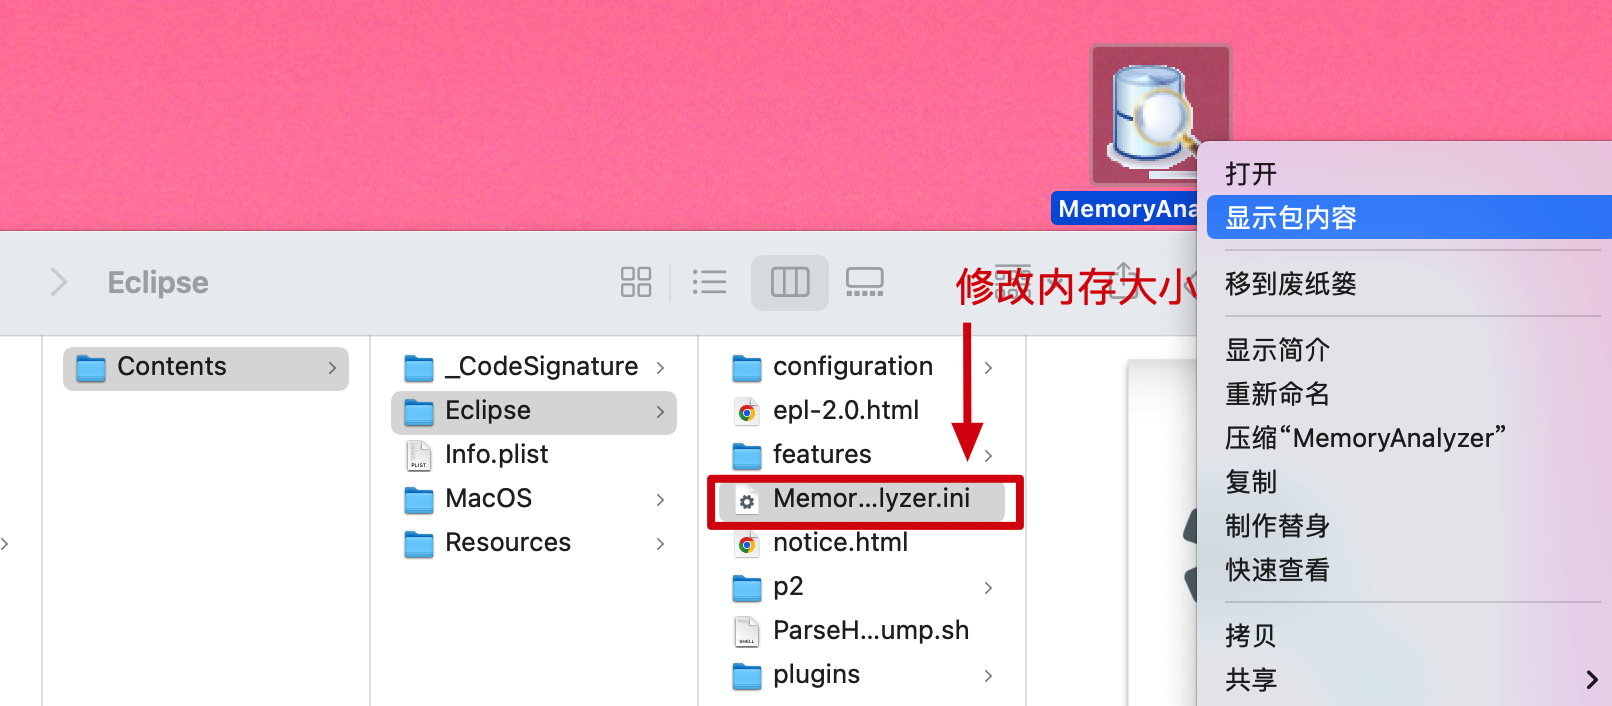 MemoryAna
打开
显示包内容
移到废纸篓
显示简介
重新命名
压缩“MemoryAnalyzer”
复制
制作替身
快速查看
拷贝
共享
Eclipse
修改内存大小
Contents
_CodeSignature
Eclipse
Info.plist
PLIST
MacOS
Resources
configuration
epl-2.0.html
features
Memor...lyzer.ini
notice.html
p2
ParseH...ump.sh
SHELL
plugins